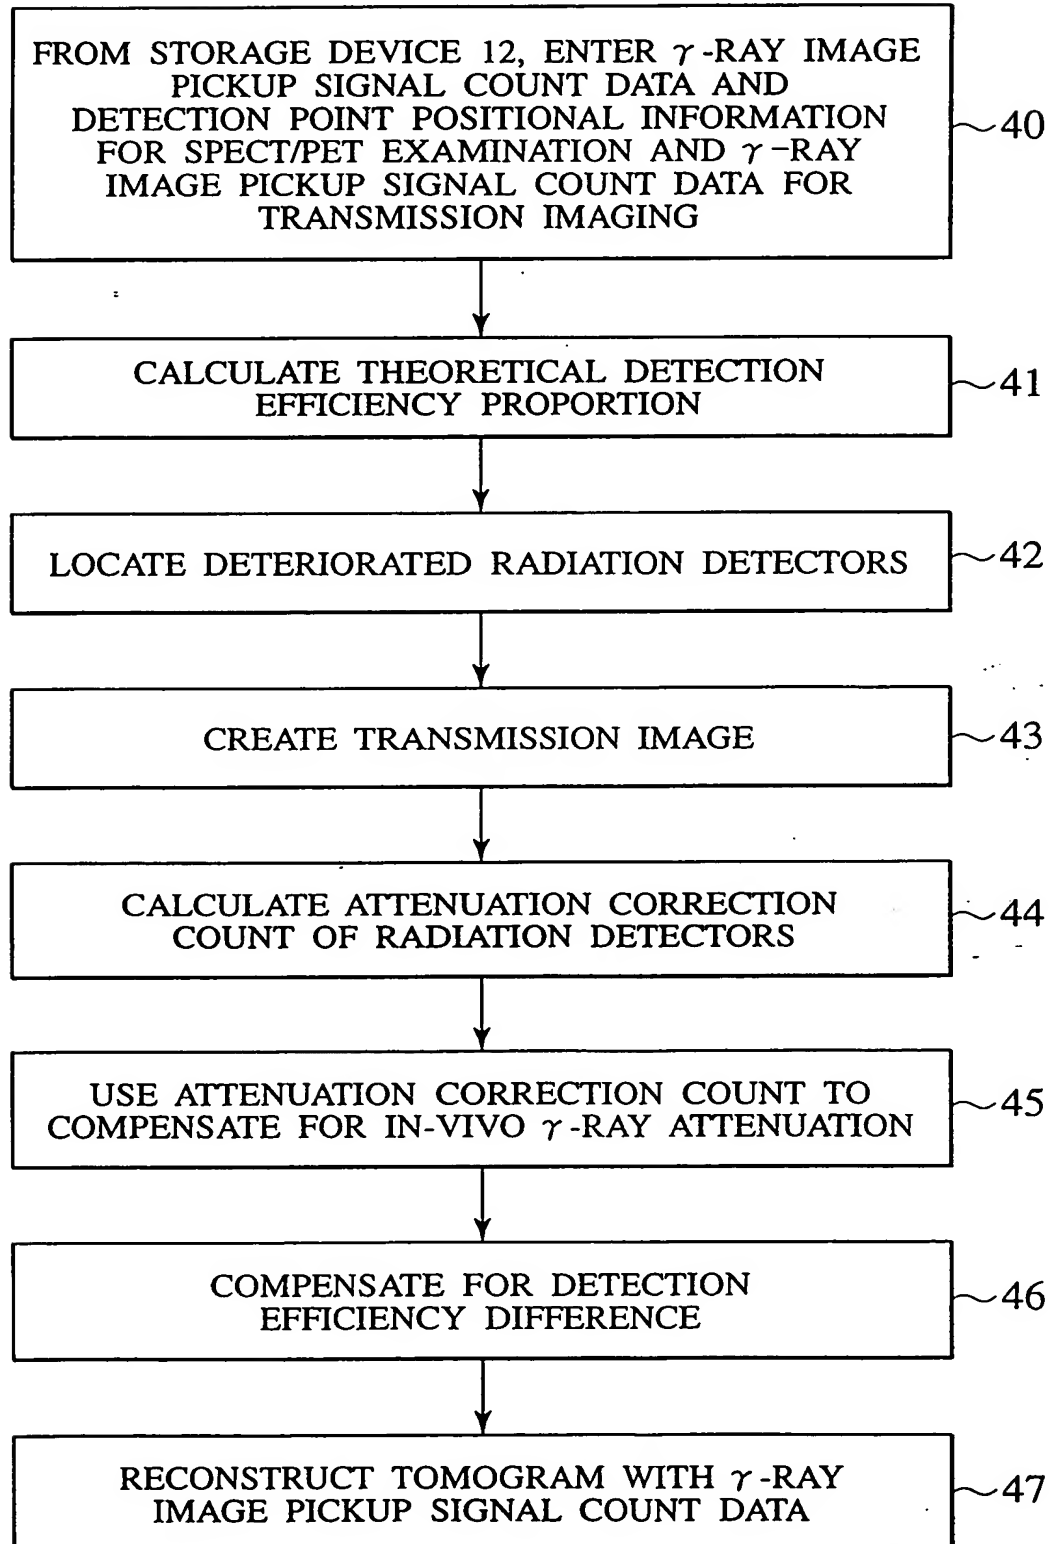 FROM STORAGE DEVICE 12, ENTER γ-RAY IMAGE
PICKUP SIGNAL COUNT DATA AND
DETECTION POINT POSITIONAL INFORMATION
FOR SPECT/PET EXAMINATION AND γ-RAY
IMAGE PICKUP SIGNAL COUNT DATA FOR
TRANSMISSION IMAGING
40
CALCULATE THEORETICAL DETECTION
EFFICIENCY PROPORTION
41
LOCATE DETERIORATED RADIATION DETECTORS
42
CREATE TRANSMISSION IMAGE
43
CALCULATE ATTENUATION CORRECTION
COUNT OF RADIATION DETECTORS
44
USE ATTENUATION CORRECTION COUNT TO
COMPENSATE FOR IN-VIVO γ-RAY ATTENUATION
45
COMPENSATE FOR DETECTION
EFFICIENCY DIFFERENCE
46
RECONSTRUCT TOMOGRAM WITH γ-RAY
IMAGE PICKUP SIGNAL COUNT DATA
47